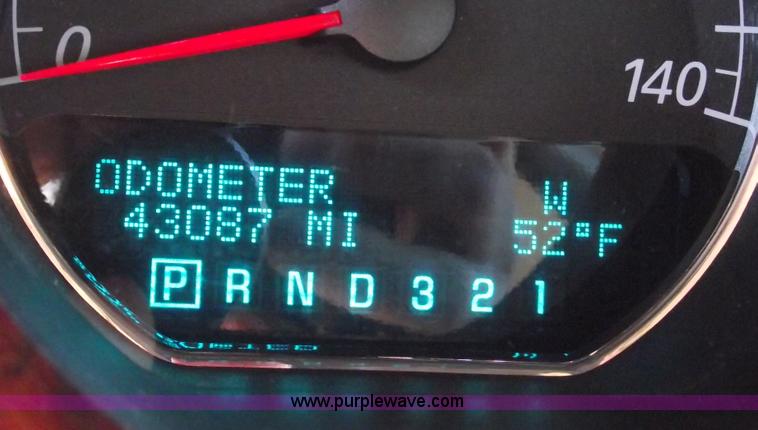 0
140
ODOMETER W
43087 MI 52°F
P R N D 3 2 1
www.purplewave.com